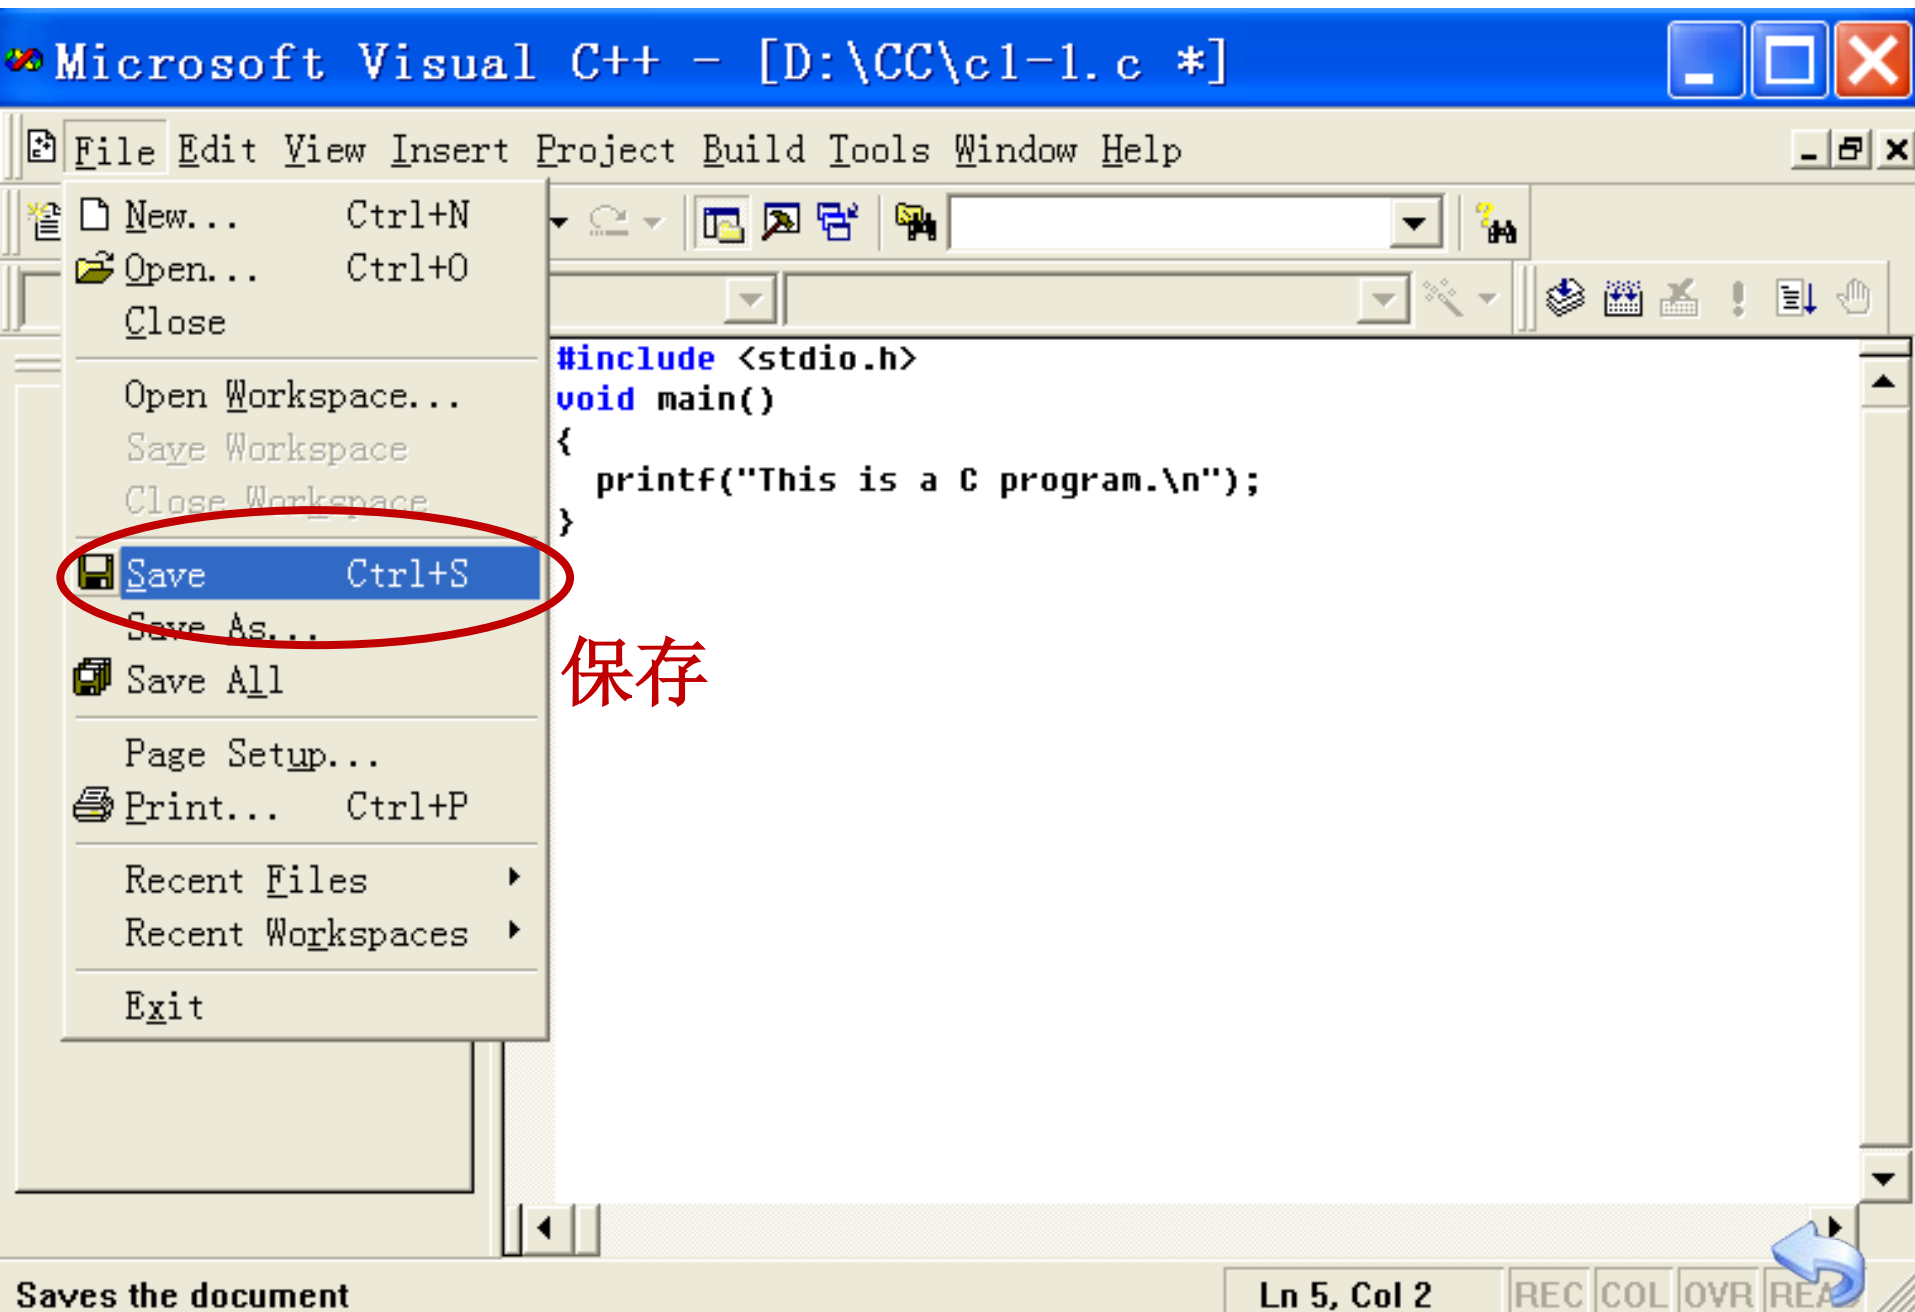 Microsoft Visual C++ - [D:\CC\c1-1.c *]
File Edit View Insert Project Build Tools Window Help
New... Ctrl+N
Open... Ctrl+O
Close
Open Workspace...
Save Workspace
Close Workspace
Save Ctrl+S
Save As...
Save All
Page Setup...
Print... Ctrl+P
Recent Files
Recent Workspaces
Exit
#include <stdio.h>
void main()
{
  printf("This is a C program.\n");
}
保存
Saves the document
Ln 5, Col 2
REC COL OVR